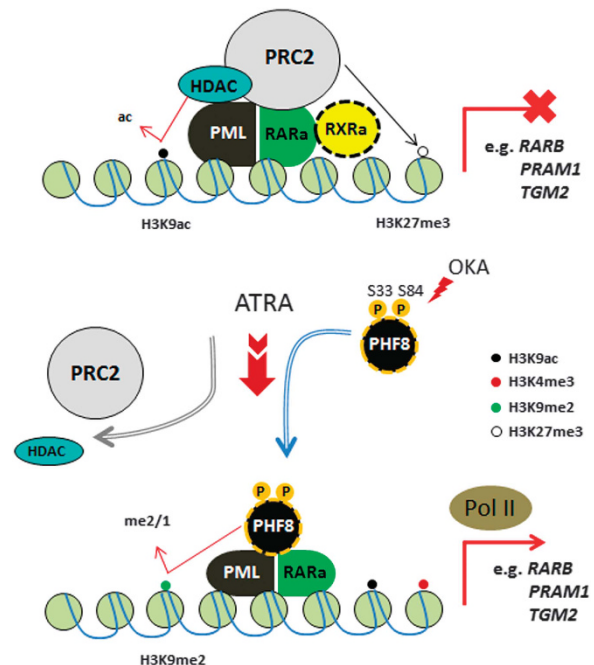 PRC2
HDAC
ac
PML
RARa
RXRa
e.g. RARB
PRAM1
TGM2
H3K9ac
H3K27me3
OKA
S33 S84
P P
PHF8
ATRA
PRC2
HDAC
H3K9ac
H3K4me3
H3K9me2
H3K27me3
P P
PHF8
me2/1
PML
RARa
Pol II
e.g. RARB
PRAM1
TGM2
H3K9me2